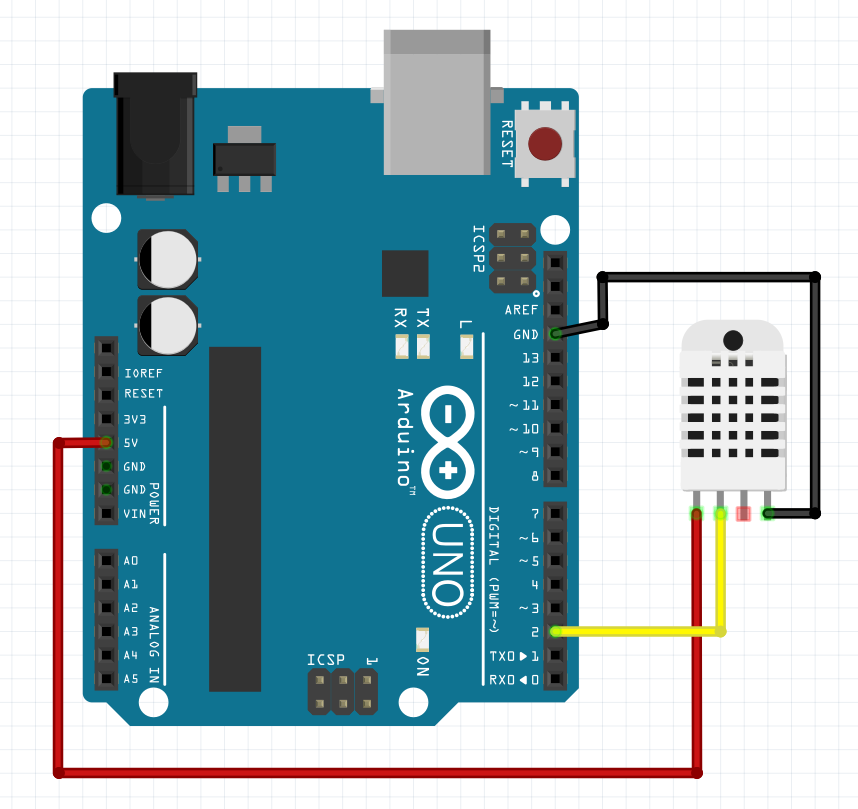 RESET
ICSP2
AREF
GND
13
12
~11
~10
~9
8
7
~6
~5
4
~3
2
TX0▶1
RX0◀0
DIGITAL (PWM=~)
RX
TX
L
Arduino™
UNO
IOREF
RESET
3V3
5V
GND
GND
VIN
POWER
A0
A1
A2
A3
A4
A5
ANALOG IN
ICSP
1
ON